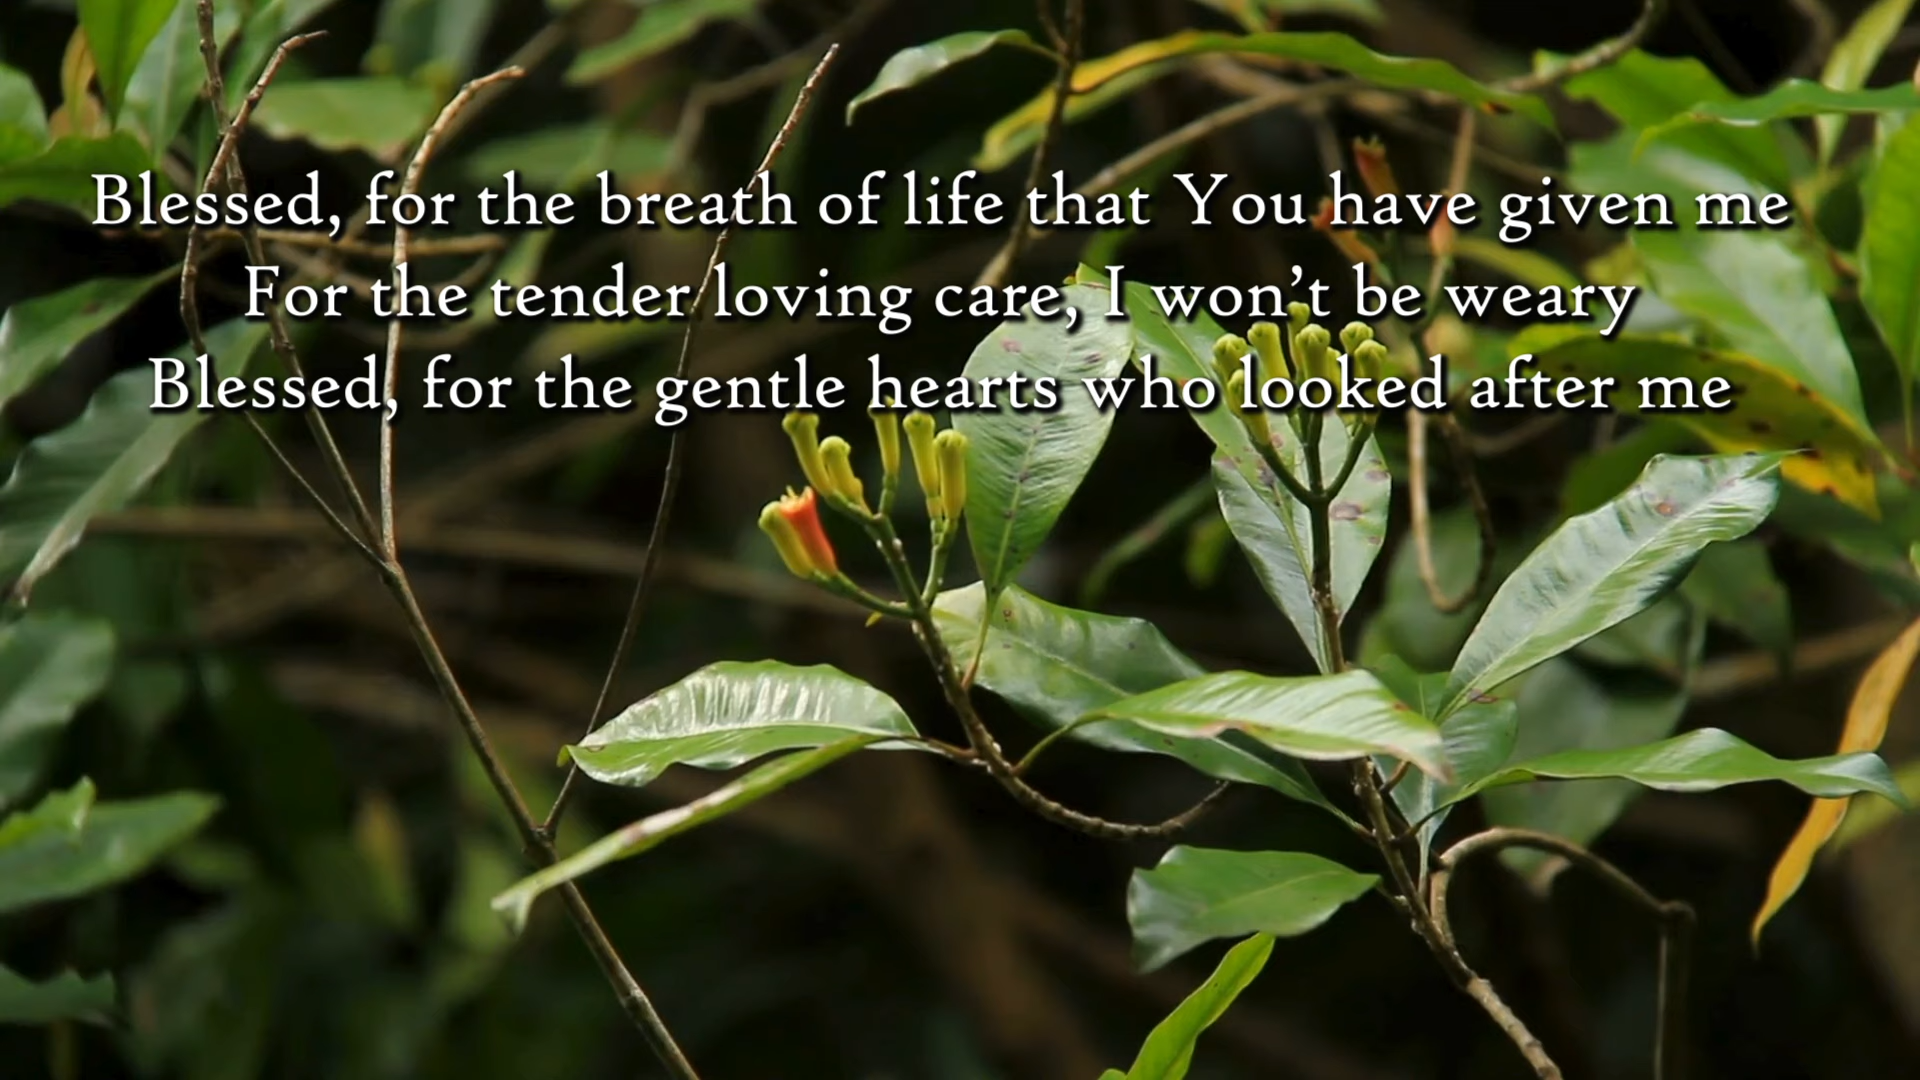 Blessed, for the breath of life that You have given me
For the tender loving care, I won’t be weary
Blessed, for the gentle hearts who looked after me